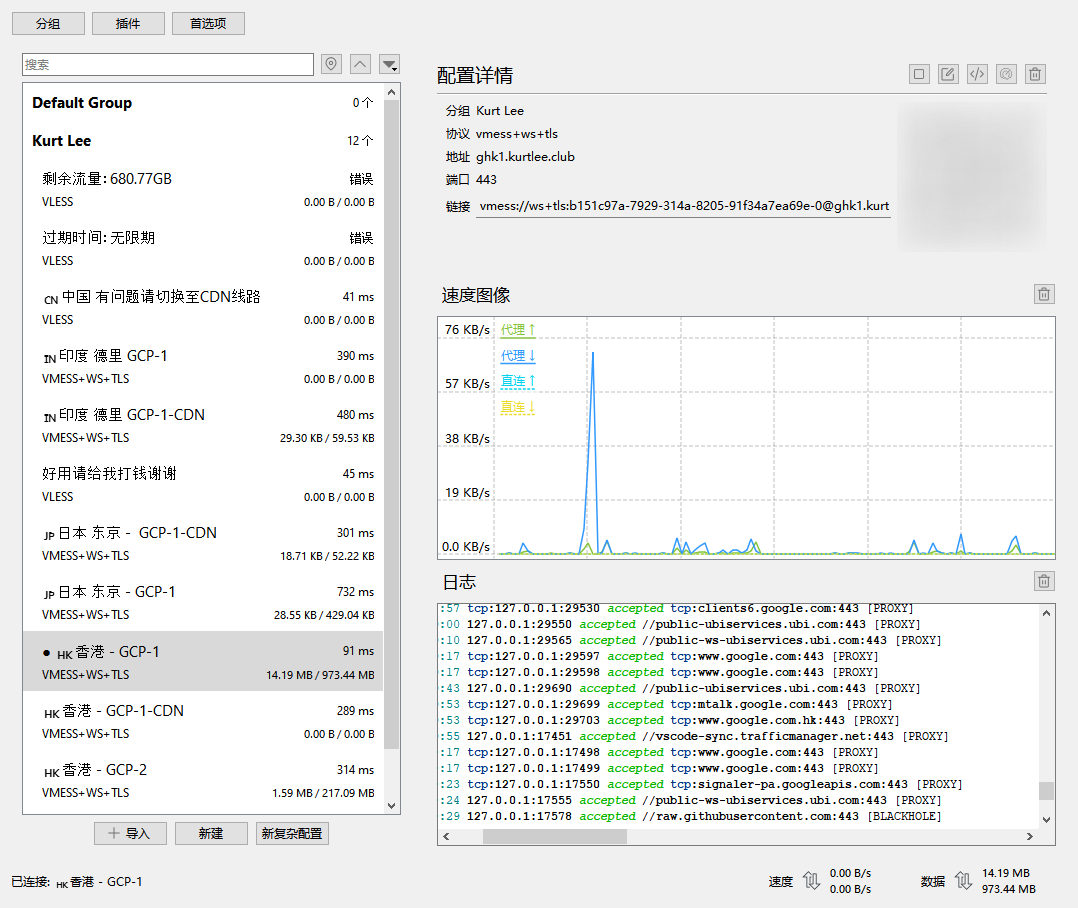 分组 插件 首选项
搜索
Default Group 0个
Kurt Lee 12个
剩余流量: 680.77GB 错误
VLESS 0.00 B / 0.00 B
过期时间: 无限期 错误
VLESS 0.00 B / 0.00 B
CN 中国 有问题请切换至CDN线路 41 ms
VLESS 0.00 B / 0.00 B
IN 印度 德里 GCP-1 390 ms
VMESS+WS+TLS 0.00 B / 0.00 B
IN 印度 德里 GCP-1-CDN 480 ms
VMESS+WS+TLS 29.30 KB / 59.53 KB
好用请给我打钱谢谢 45 ms
VLESS 0.00 B / 0.00 B
JP 日本 东京 - GCP-1-CDN 301 ms
VMESS+WS+TLS 18.71 KB / 52.22 KB
JP 日本 东京 - GCP-1 732 ms
VMESS+WS+TLS 28.55 KB / 429.04 KB
● HK 香港 - GCP-1 91 ms
VMESS+WS+TLS 14.19 MB / 973.44 MB
HK 香港 - GCP-1-CDN 289 ms
VMESS+WS+TLS 0.00 B / 0.00 B
HK 香港 - GCP-2 314 ms
VMESS+WS+TLS 1.59 MB / 217.09 MB
导入 新建 新复杂配置
已连接: HK 香港 - GCP-1
配置详情
分组 Kurt Lee
协议 vmess+ws+tls
地址 ghk1.kurtlee.club
端口 443
链接 vmess://ws+tls:b151c97a-7929-314a-8205-91f34a7ea69e-0@ghk1.kurt
速度图像
76 KB/s 代理↑
代理↓
57 KB/s 直连↑
直连↓
38 KB/s
19 KB/s
0.0 KB/s
日志
:57 tcp:127.0.0.1:29530 accepted tcp:clients6.google.com:443 [PROXY]
:00 127.0.0.1:29550 accepted //public-ubiservices.ubi.com:443 [PROXY]
:10 127.0.0.1:29565 accepted //public-ws-ubiservices.ubi.com:443 [PROXY]
:17 tcp:127.0.0.1:29597 accepted tcp:www.google.com:443 [PROXY]
:17 tcp:127.0.0.1:29598 accepted tcp:www.google.com:443 [PROXY]
:43 127.0.0.1:29690 accepted //public-ubiservices.ubi.com:443 [PROXY]
:53 tcp:127.0.0.1:29699 accepted tcp:mtalk.google.com:443 [PROXY]
:53 tcp:127.0.0.1:29703 accepted tcp:www.google.com.hk:443 [PROXY]
:55 127.0.0.1:17451 accepted //vscode-sync.trafficmanager.net:443 [PROXY]
:17 tcp:127.0.0.1:17498 accepted tcp:www.google.com:443 [PROXY]
:17 tcp:127.0.0.1:17499 accepted tcp:www.google.com:443 [PROXY]
:23 tcp:127.0.0.1:17550 accepted tcp:signaler-pa.googleapis.com:443 [PROXY]
:24 127.0.0.1:17555 accepted //public-ws-ubiservices.ubi.com:443 [PROXY]
:29 127.0.0.1:17578 accepted //raw.githubusercontent.com:443 [BLACKHOLE]
速度 0.00 B/s
0.00 B/s
数据 14.19 MB
973.44 MB